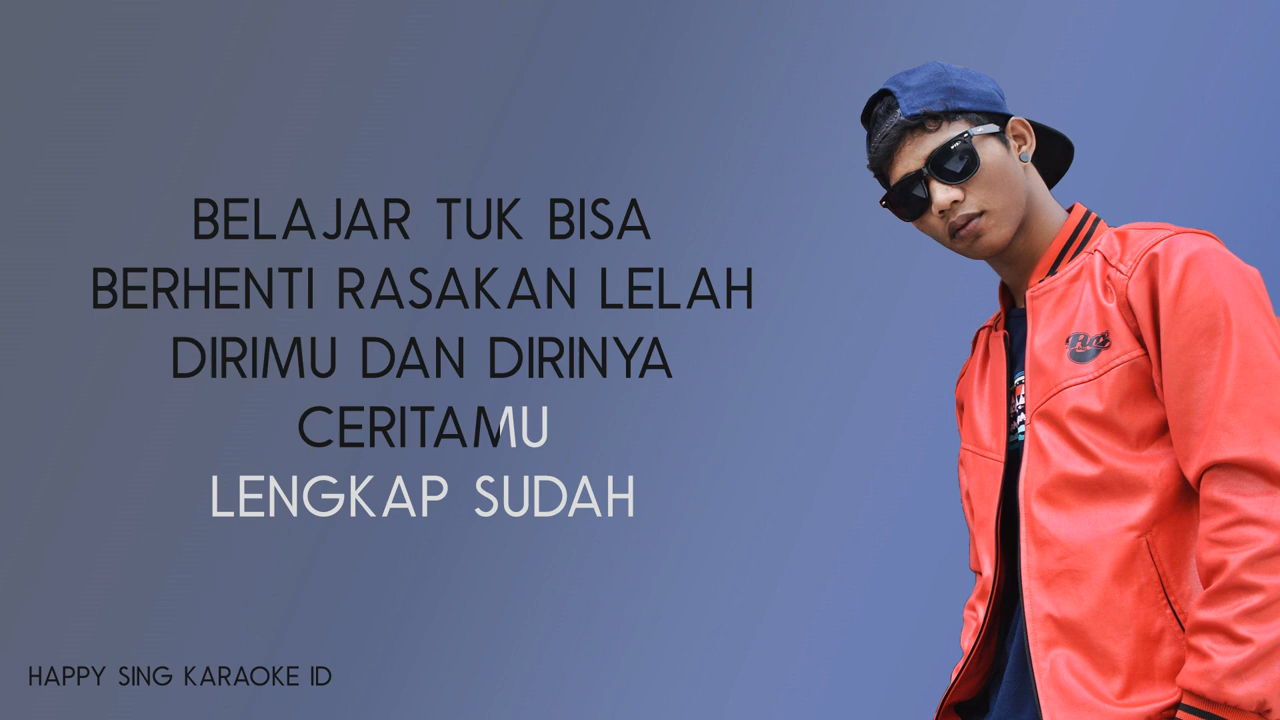 BELAJAR TUK BISA
BERHENTI RASAKAN LELAH
DIRIMU DAN DIRINYA
CERITAMU
LENGKAP SUDAH
HAPPY SING KARAOKE ID